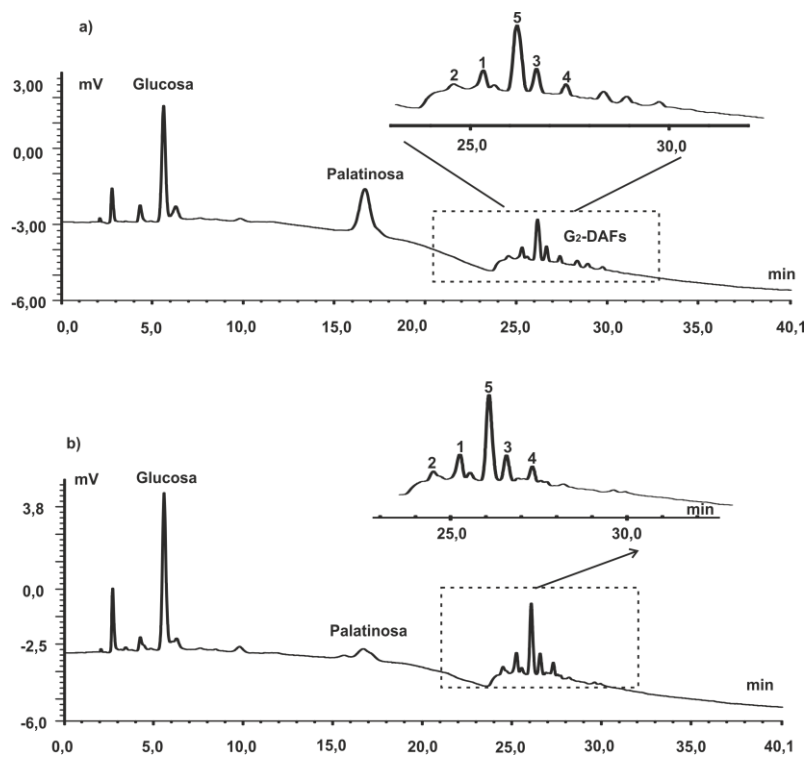 a)
5
1
3
2
4
3,00
mV
Glucosa
25,0 30,0
0,00
Palatinosa
-3,00
G2-DAFs
min
-6,00
0,0 5,0 10,0 15,0 20,0 25,0 30,0 35,0 40,1
b)
5
1
3
2
4
mV
Glucosa
3,8
min
25,0 30,0
0,0
Palatinosa
-2,5
min
-6,0
0,0 5,0 10,0 15,0 20,0 25,0 30,0 35,0 40,1